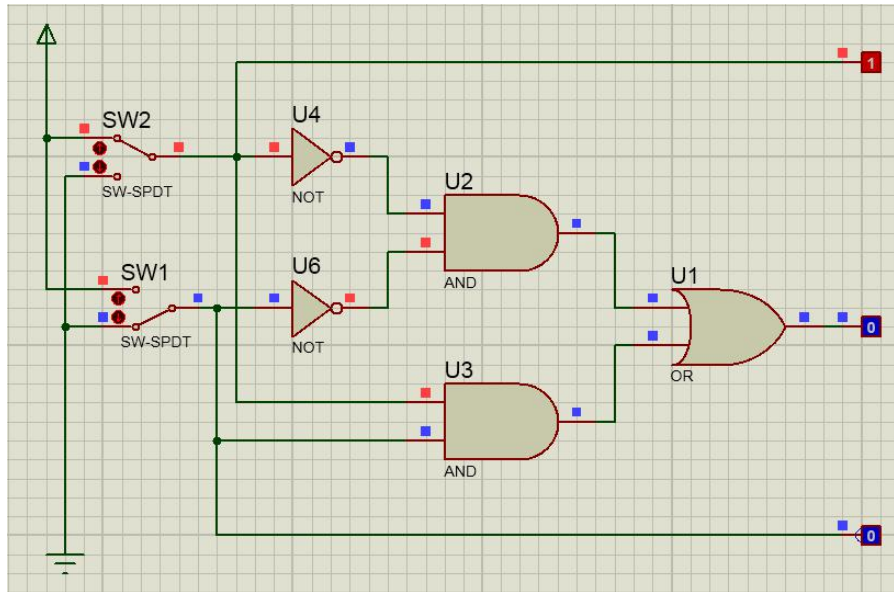 1
SW2
U4
SW-SPDT
NOT
U2
AND
SW1
U6
SW-SPDT
NOT
U1
OR
0
U3
AND
0